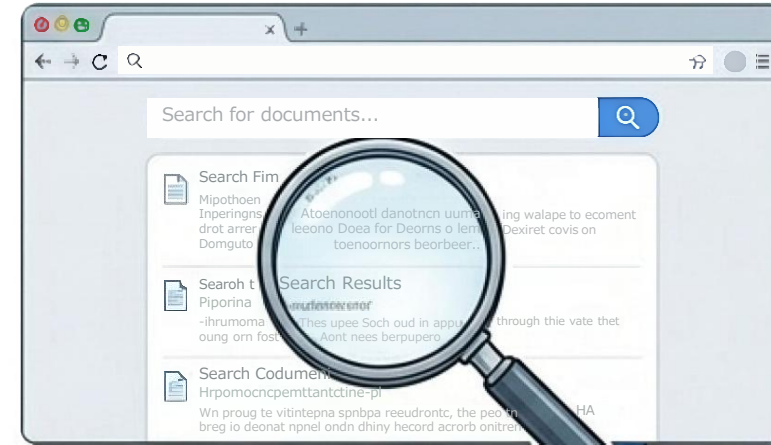 Search for documents...
Search Fim
Mipothoen
Inperingns Atoenonootl danotncn uuma ing walape to ecoment
drot arrer leeono Doea for Deorns o lem Dexiret covis on
Domguto toenoornors beorbeer..
Searoh t Search Results
Piporina
-ihrumoma Thes upee Soch oud in appu through thie vate thet
oung orn fost Aont nees berpupero
Search Codument
Hrpomocncpemttantctine-pl
Wn proug te vitintepna spnbpa reeudrontc, the peo tn HA
breg io deonat npnel ondn dhiny hecord acrorb onitren